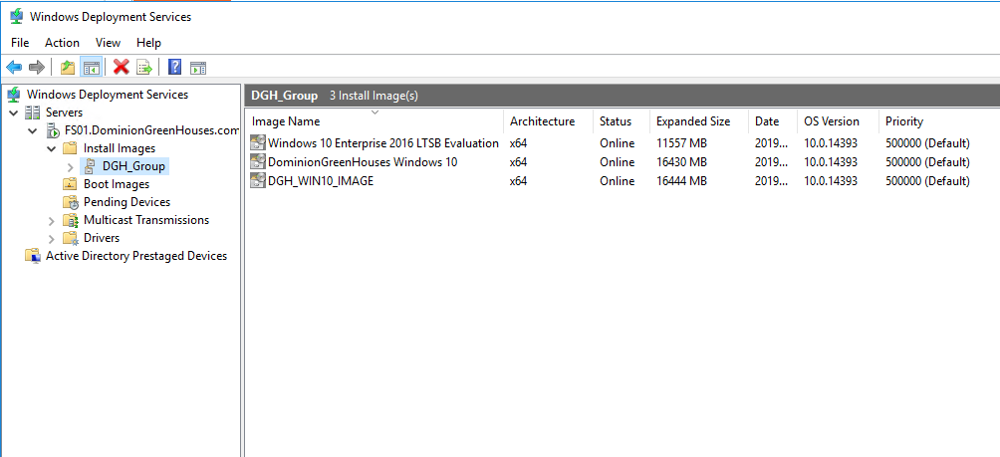 Windows Deployment Services
File Action View Help
Windows Deployment Services
Servers
FS01.DominionGreenHouses.com
Install Images
DGH_Group
Boot Images
Pending Devices
Multicast Transmissions
Drivers
Active Directory Prestaged Devices
DGH_Group 3 Install Image(s)
Image Name Architecture Status Expanded Size Date OS Version Priority
Windows 10 Enterprise 2016 LTSB Evaluation x64 Online 11557 MB 2019... 10.0.14393 500000 (Default)
DominionGreenHouses Windows 10 x64 Online 16430 MB 2019... 10.0.14393 500000 (Default)
DGH_WIN10_IMAGE x64 Online 16444 MB 2019... 10.0.14393 500000 (Default)